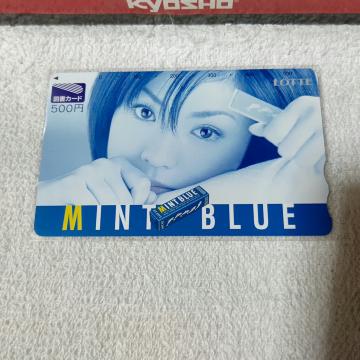 KYOSHO
LOTTE
図書カード
500円
MINT BLUE
MINT BLUE